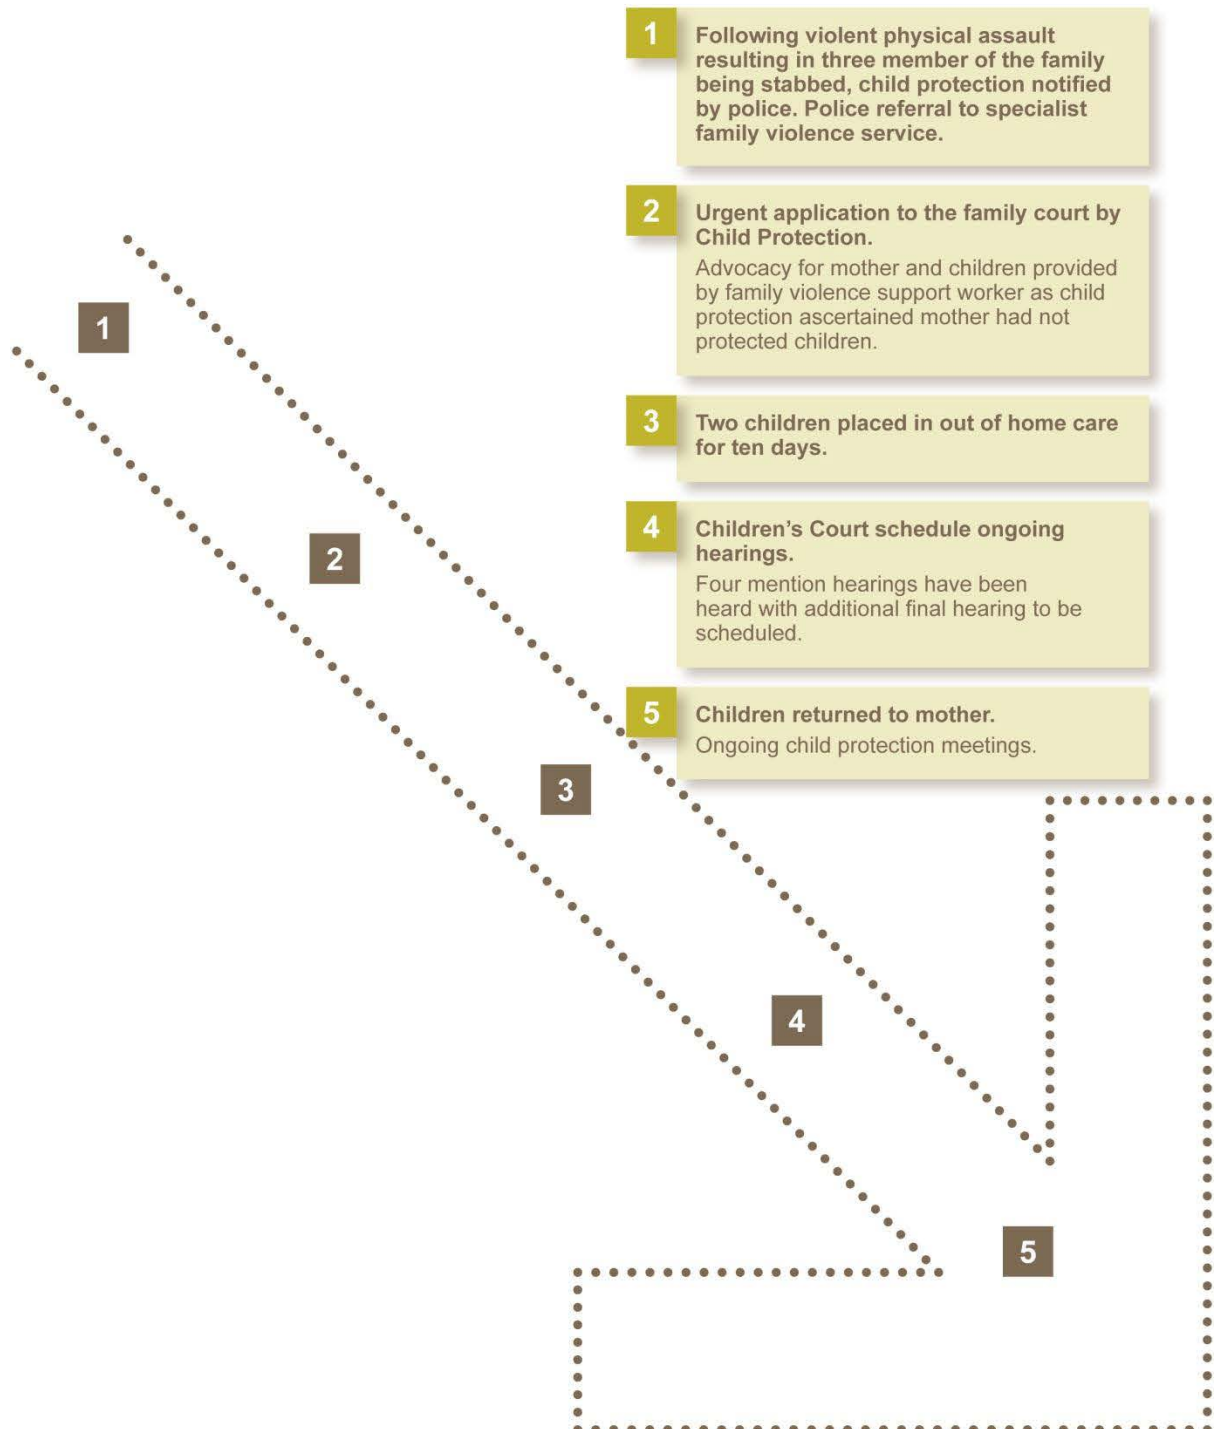 1
Following violent physical assault
resulting in three member of the family
being stabbed, child protection notified
by police. Police referral to specialist
family violence service.
2
Urgent application to the family court by
Child Protection.
Advocacy for mother and children provided
by family violence support worker as child
protection ascertained mother had not
protected children.
3
Two children placed in out of home care
for ten days.
4
Children’s Court schedule ongoing
hearings.
Four mention hearings have been
heard with additional final hearing to be
scheduled.
5
Children returned to mother.
Ongoing child protection meetings.
1
2
3
4
5